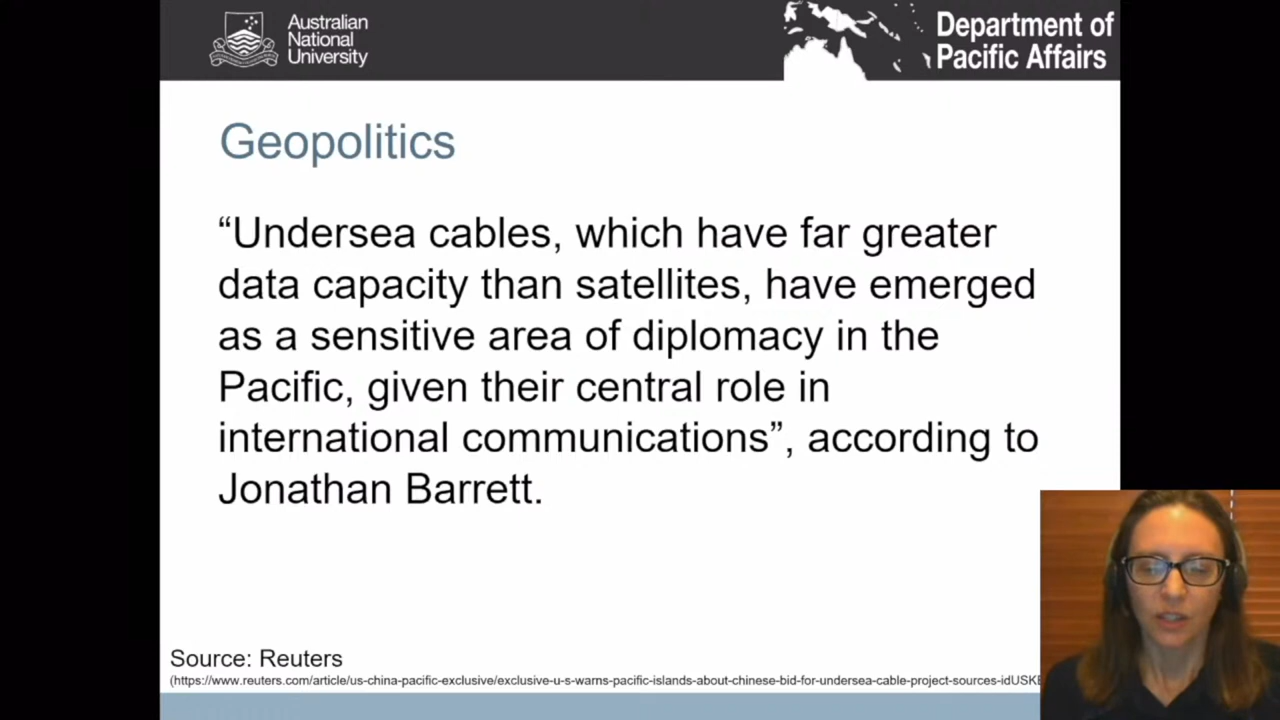 Australian
National
University
Department of
Pacific Affairs
Geopolitics
“Undersea cables, which have far greater
data capacity than satellites, have emerged
as a sensitive area of diplomacy in the
Pacific, given their central role in
international communications”, according to
Jonathan Barrett.
Source: Reuters
(https://www.reuters.com/article/us-china-pacific-exclusive/exclusive-u-s-warns-pacific-islands-about-chinese-bid-for-undersea-cable-project-sources-idUSK